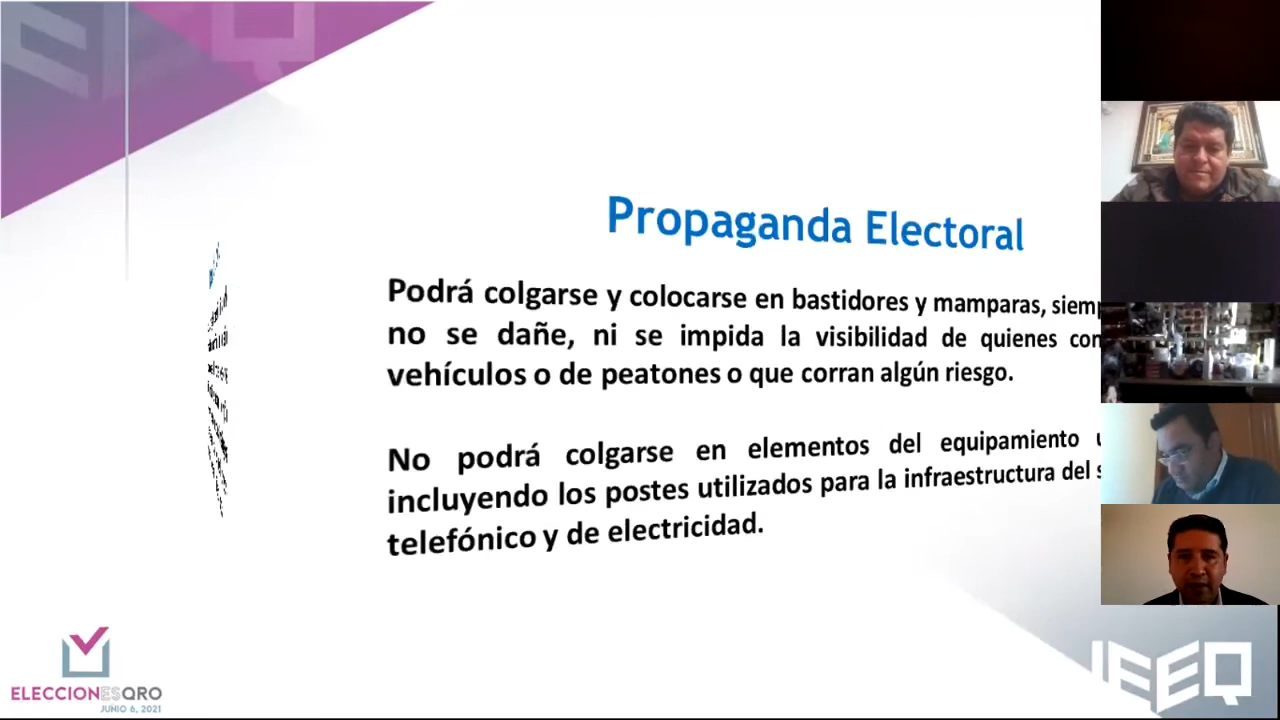 Propaganda Electoral
Podrá colgarse y colocarse en bastidores y mamparas,
no se dañe, ni se impida la visibilidad de quienes
vehículos o de peatones o que corran algún riesgo.
No podrá colgarse en elementos del equipamiento
incluyendo los postes utilizados para la infraestructura del
telefónico y de electricidad.
ELECCIONESQRO
JUNIO 6, 2021
IEEQ